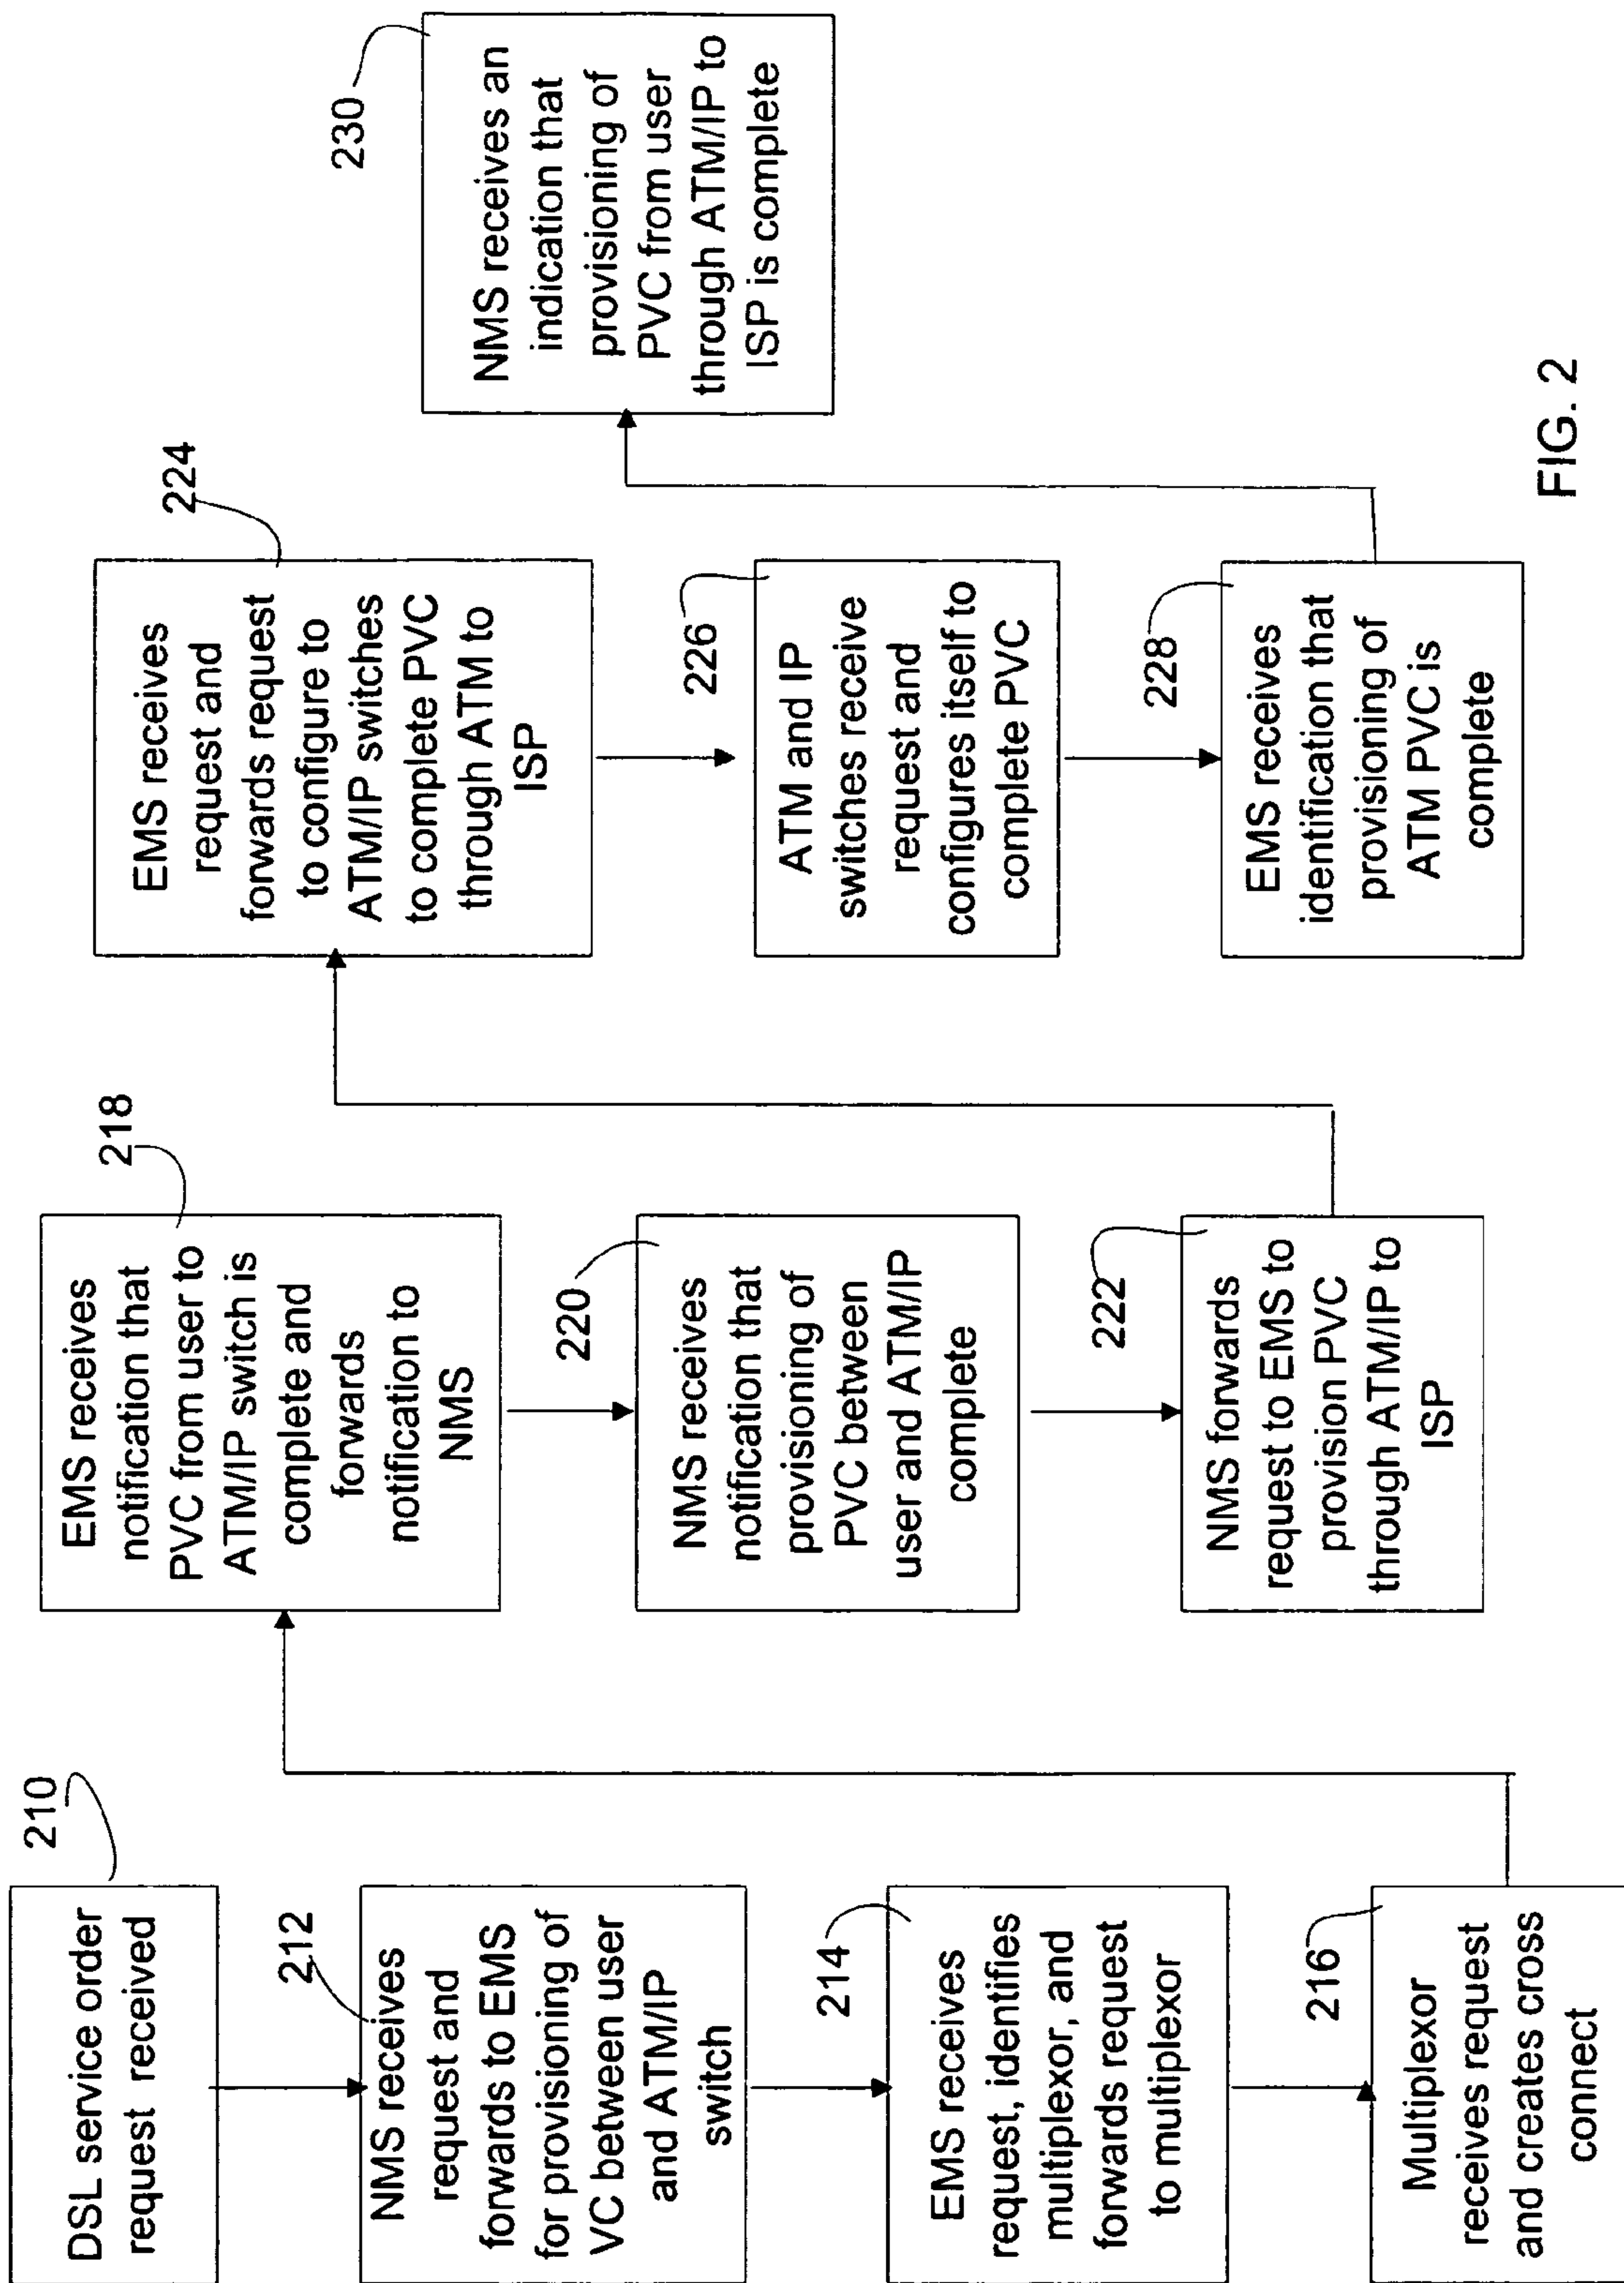 210
DSL service order
request received
212
NMS receives
request and
forwards to EMS
for provisioning of
VC between user
and ATM/IP
switch
214
EMS receives
request, identifies
multiplexor, and
forwards request
to multiplexor
216
Multiplexor
receives request
and creates cross
connect
218
EMS receives
notification that
PVC from user to
ATM/IP switch is
complete and
forwards
notification to
NMS
220
NMS receives
notification that
provisioning of
PVC between
user and ATM/IP
complete
222
NMS forwards
request to EMS to
provision PVC
through ATM/IP to
ISP
224
EMS receives
request and
forwards request
to configure to
ATM/IP switches
to complete PVC
through ATM to
ISP
226
ATM and IP
switches receive
request and
configures itself to
complete PVC
228
EMS receives
identification that
provisioning of
ATM PVC is
complete
230
NMS receives an
indication that
provisioning of
PVC from user
through ATM/IP to
ISP is complete
FIG. 2